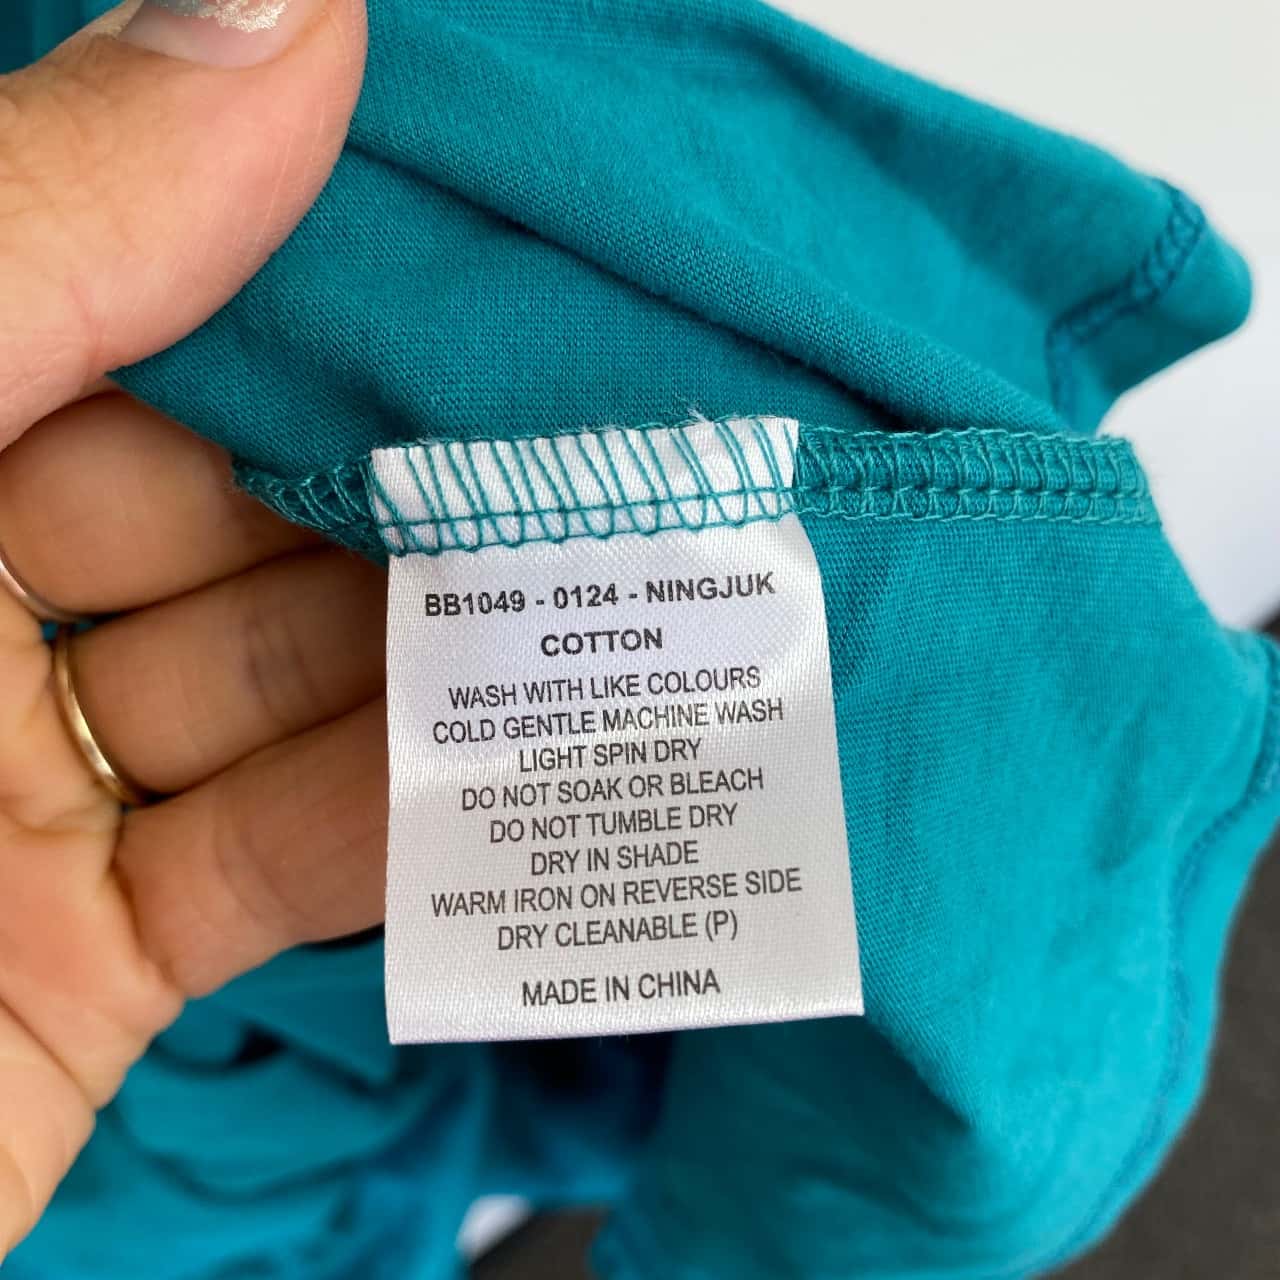 BB1049 - 0124 - NINGJUK
COTTON
WASH WITH LIKE COLOURS
COLD GENTLE MACHINE WASH
LIGHT SPIN DRY
DO NOT SOAK OR BLEACH
DO NOT TUMBLE DRY
DRY IN SHADE
WARM IRON ON REVERSE SIDE
DRY CLEANABLE (P)
MADE IN CHINA